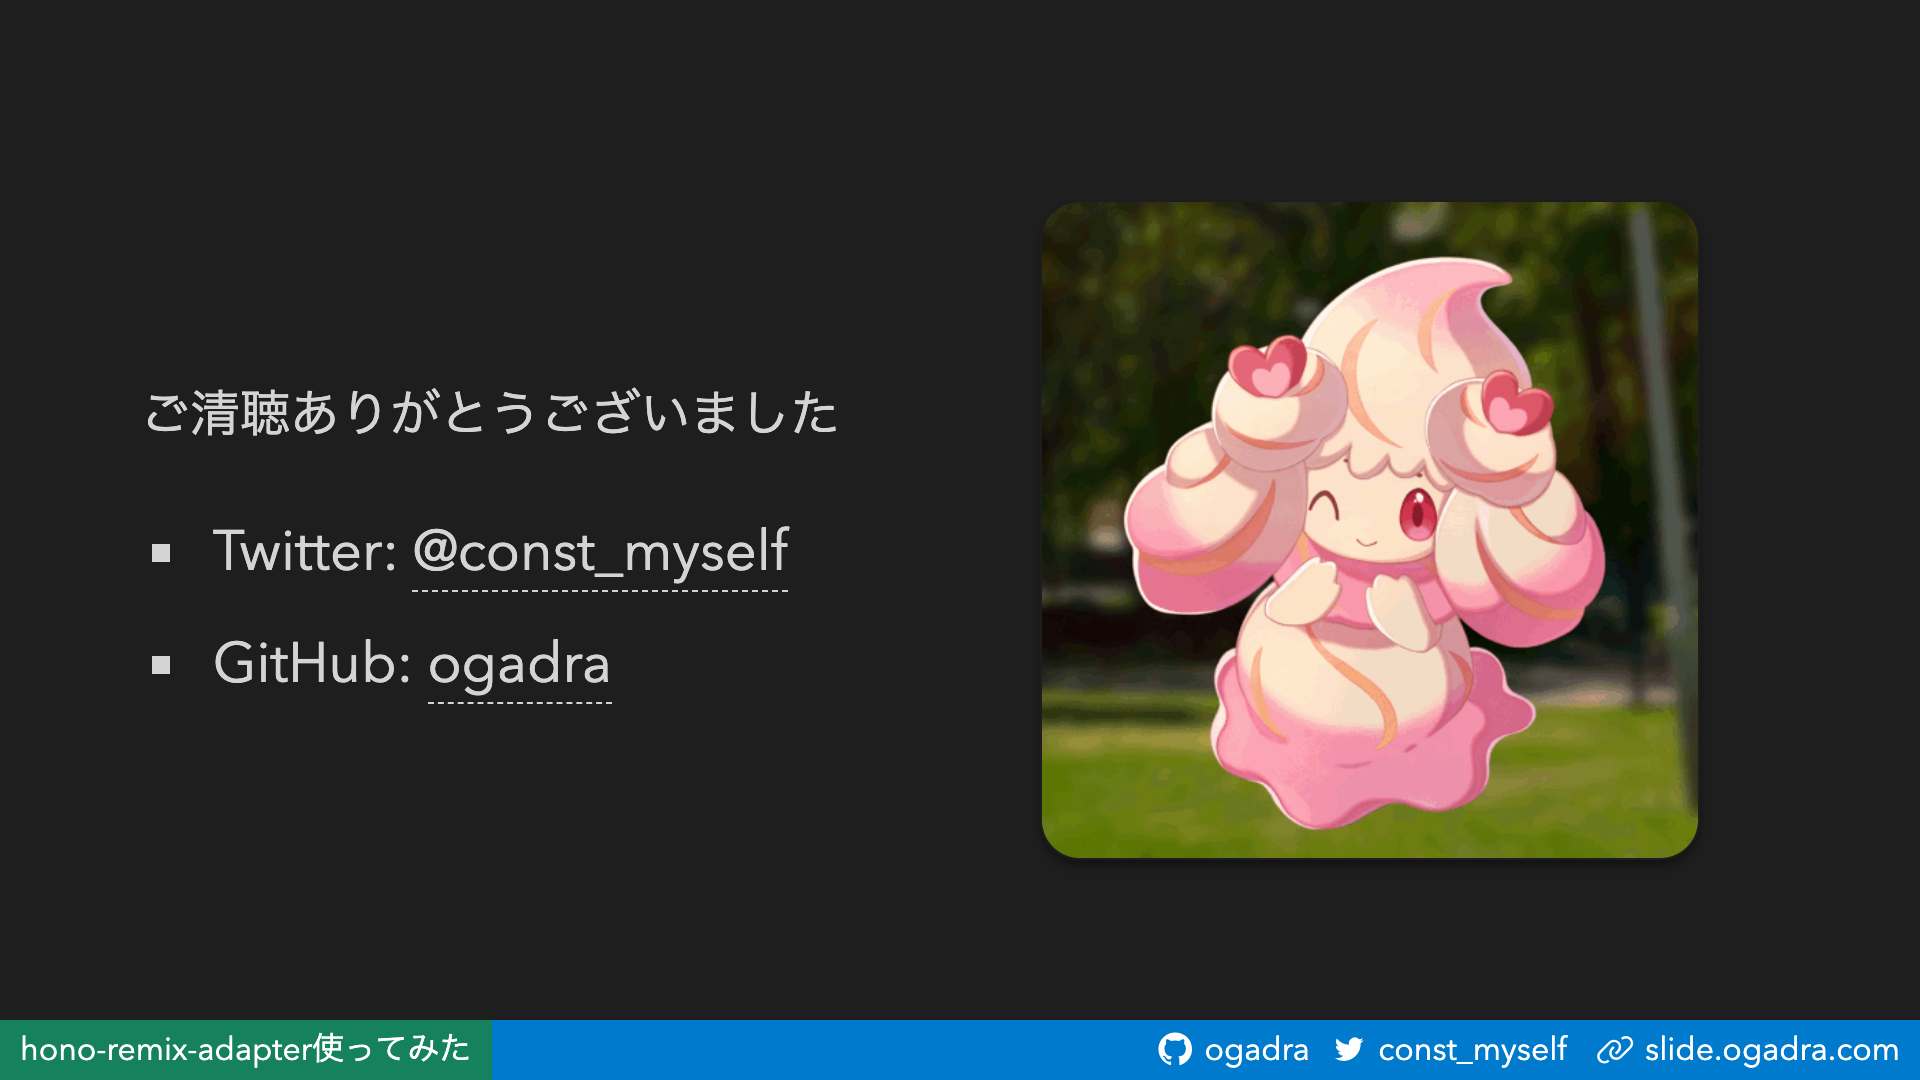 ご清聴ありがとうございました
Twitter: @const_myself
GitHub: ogadra
hono-remix-adapter使ってみた
ogadra const_myself slide.ogadra.com